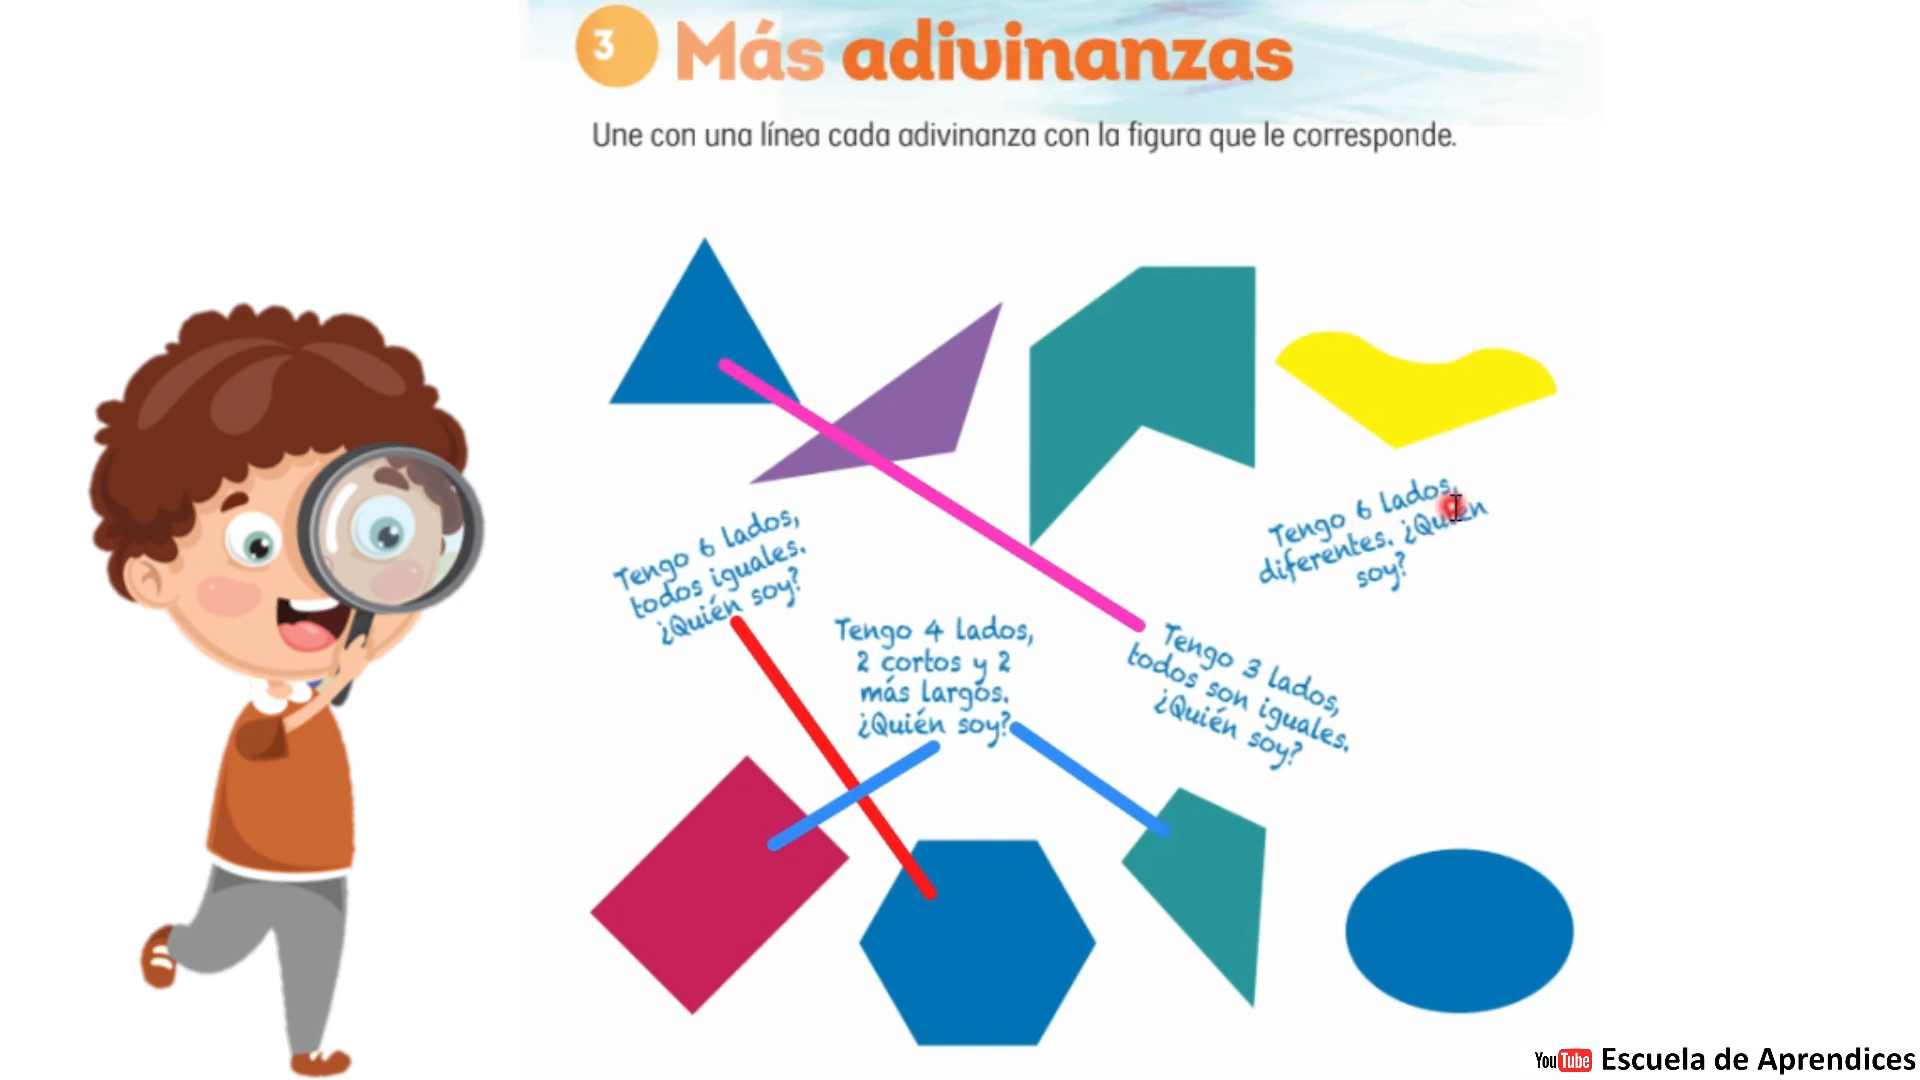 3 Más adivinanzas
Une con una línea cada adivinanza con la figura que le corresponde.
Tengo 6 lados,
todos iguales.
¿Quién soy?
Tengo 4 lados,
2 cortos y 2
más largos.
¿Quién soy?
Tengo 3 lados,
todos son iguales.
¿Quién
soy?
Tengo 6 lados,
diferentes. ¿Quién
soy?
YouTube Escuela de Aprendices